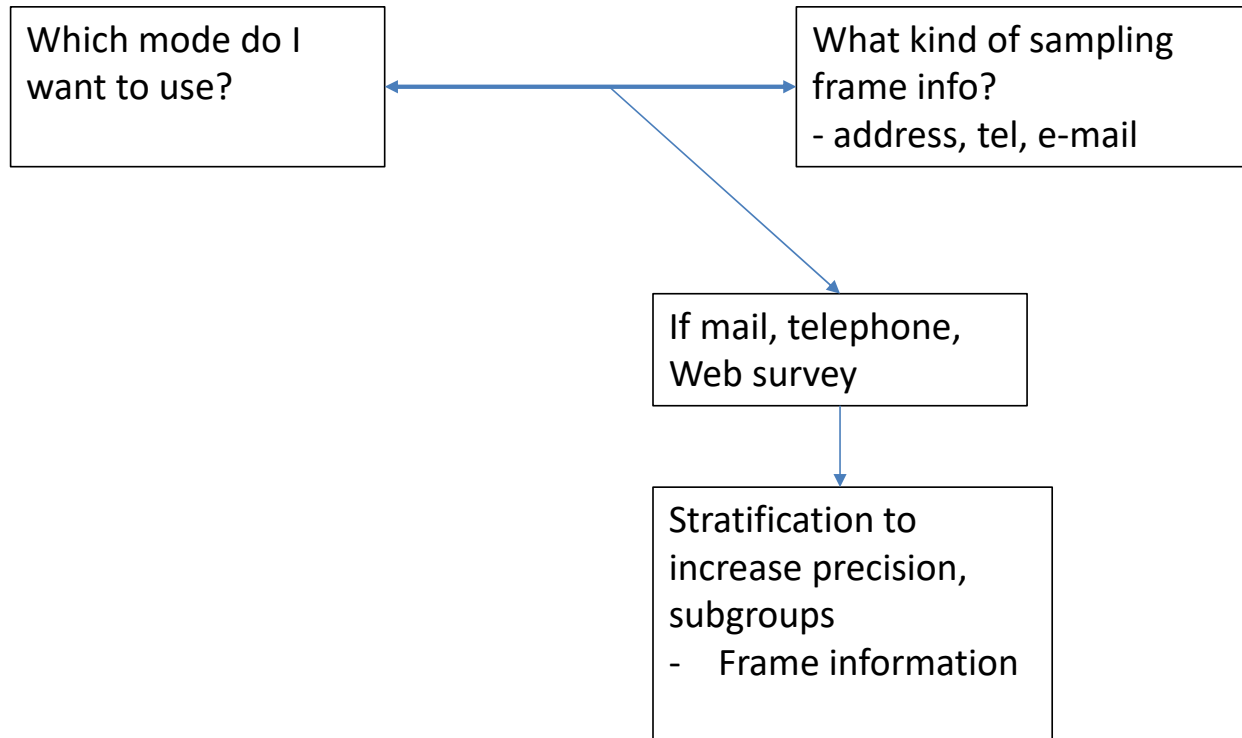 Which mode do I
want to use?
What kind of sampling
frame info?
- address, tel, e-mail
If mail, telephone,
Web survey
Stratification to
increase precision,
subgroups
- Frame information